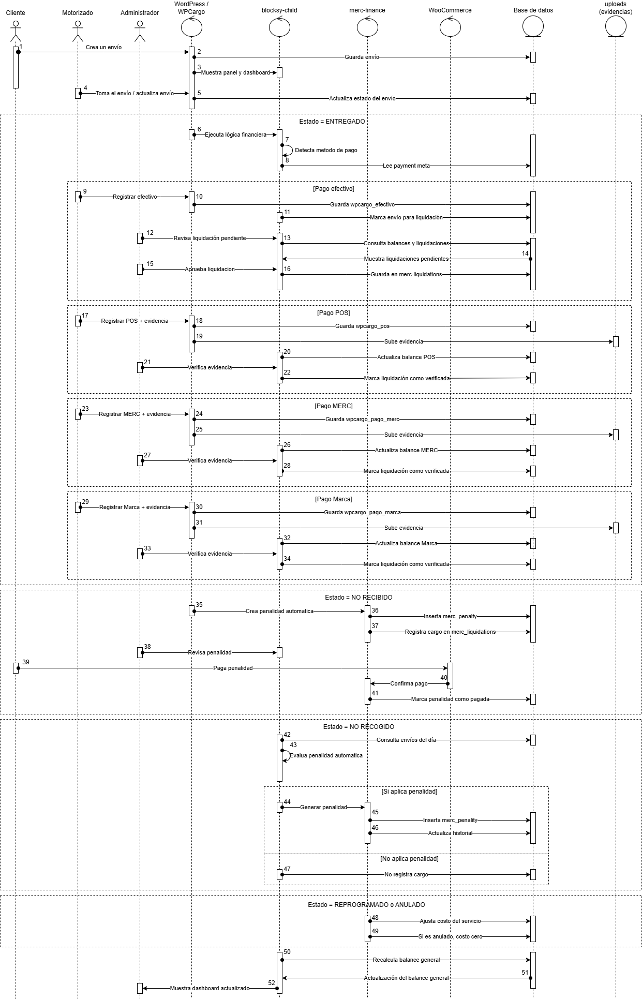 Cliente
Motorizado
Administrador
WordPress /
WPCargo
blocksy-child
merc-finance
WooCommerce
Base de datos
uploads
(evidencias)
1
Crea un envío
2
Guarda envío
3
Muestra panel y dashboard
4
Toma el envío / actualiza envío
5
Actualiza estado del envío
Estado = ENTREGADO
6
Ejecuta lógica financiera
7
Detecta metodo de pago
8
Lee payment meta
[Pago efectivo]
9
Registrar efectivo
10
Guarda wpcargo_efectivo
11
Marca envío para liquidación
12
Revisa liquidación pendiente
13
Consulta balances y liquidaciones
14
Muestra liquidaciones pendientes
15
Aprueba liquidacion
16
Guarda en merc-liquidations
[Pago POS]
17
Registrar POS + evidencia
18
Guarda wpcargo_pos
19
Sube evidencia
20
Actualiza balance POS
21
Verifica evidencia
22
Marca liquidación como verificada
[Pago MERC]
23
Registrar MERC + evidencia
24
Guarda wpcargo_pago_merc
25
Sube evidencia
26
Actualiza balance MERC
27
Verifica evidencia
28
Marca liquidación como verificada
[Pago Marca]
29
Registrar Marca + evidencia
30
Guarda wpcargo_pago_marca
31
Sube evidencia
32
Actualiza balance Marca
33
Verifica evidencia
34
Marca liquidación como verificada
Estado = NO RECIBIDO
35
Crea penalidad automatica
36
Inserta merc_penalty
37
Registra cargo en merc_liquidations
38
Revisa penalidad
39
Paga penalidad
40
Confirma pago
41
Marca penalidad como pagada
Estado = NO RECOGIDO
42
Consulta envíos del día
43
Evalua penalidad automatica
[Si aplica penalidad]
44
Generar penalidad
45
Inserta merc_penality
46
Actualiza historial
[No aplica penalidad]
47
No registra cargo
Estado = REPROGRAMADO o ANULADO
48
Ajusta costo del servicio
49
Si es anulado, costo cero
50
Recalcula balance general
51
Actualización del balance general
52
Muestra dashboard actualizado